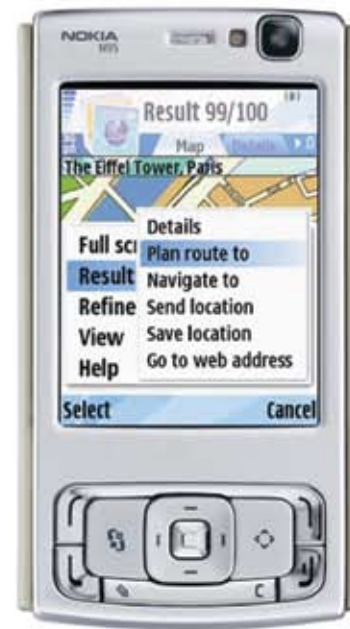 NOKIA
N95
Result 99/100
Map Details
The Eiffel Tower, Paris
Details
Full scr
Plan route to
Result
Navigate to
Refine
Send location
View
Save location
Help
Go to web address
Select Cancel
C